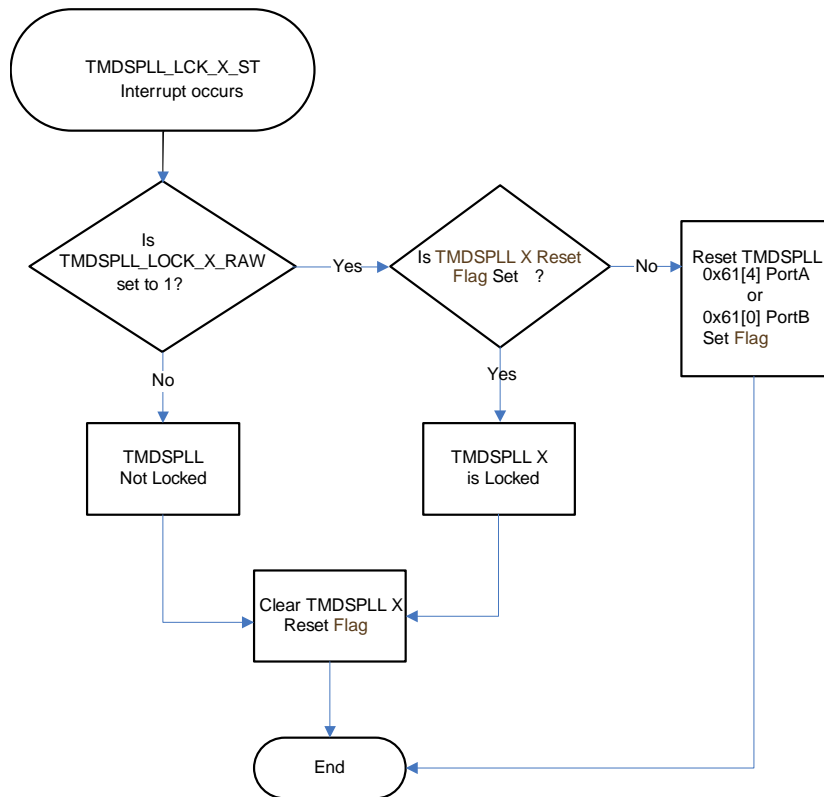 TMDSPLL_LCK_X_ST
Interrupt occurs
Is
TMDSPLL_LOCK_X_RAW
set to 1?
Yes
Is TMDSPLL X Reset
Flag Set ?
No
Reset TMDSPLL
0x61[4] PortA
or
0x61[0] PortB
Set Flag
No
Yes
TMDSPLL
Not Locked
TMDSPLL X
is Locked
Clear TMDSPLL X
Reset Flag
End